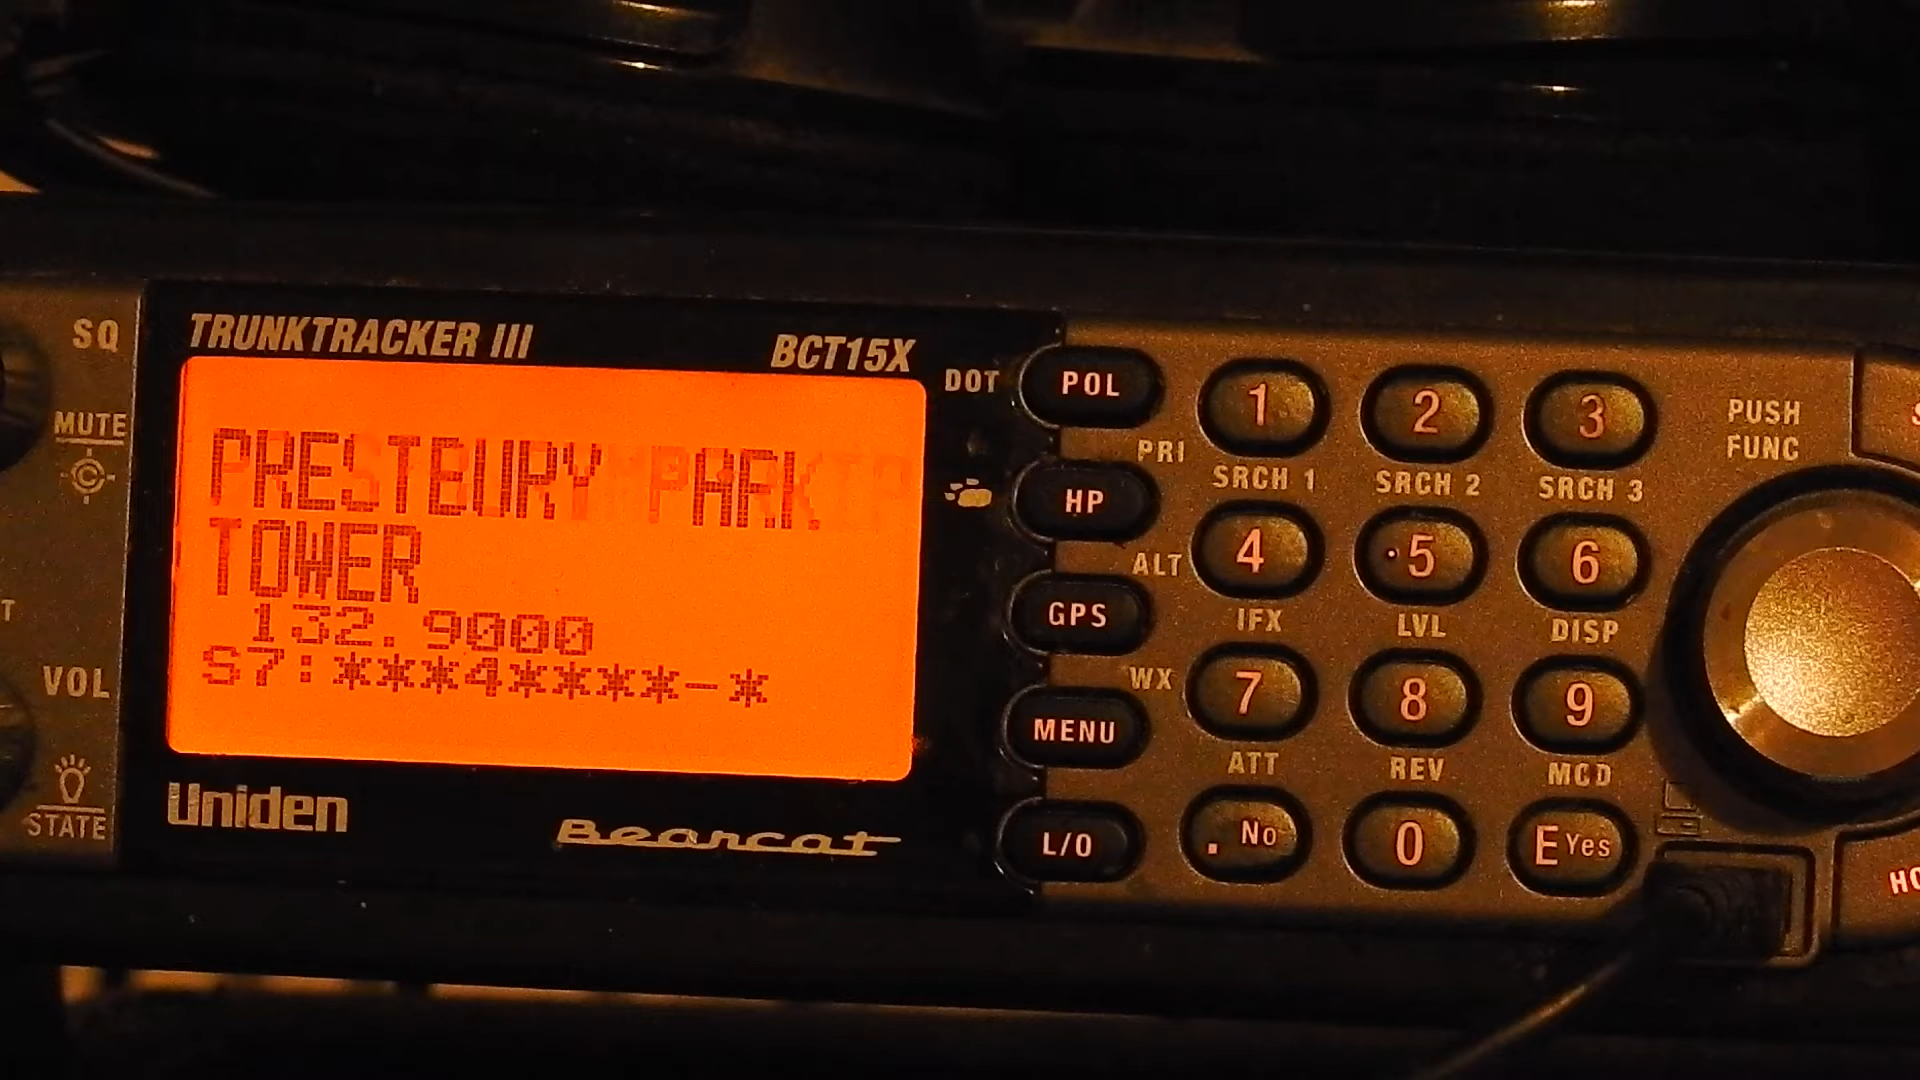 SQ
MUTE
T
VOL
STATE
TRUNKTRACKER III
BCT15X
PRESTBURY PARK
TOWER
132.9000
S7:***4****-*
Uniden
Bearcat
DOT
POL
PRI
HP
ALT
GPS
WX
MENU
L/O
1
2
3
SRCH 1
SRCH 2
SRCH 3
4
5
6
IFX
LVL
DISP
7
8
9
ATT
REV
MOD
. No
0
E Yes
PUSH
FUNC
HO